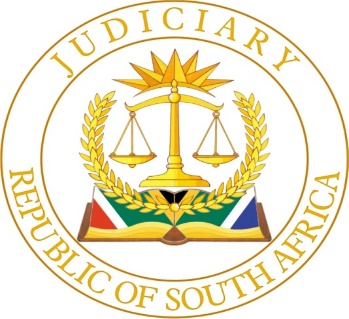 JUDICIARY
REPUBLIC OF SOUTH AFRICA